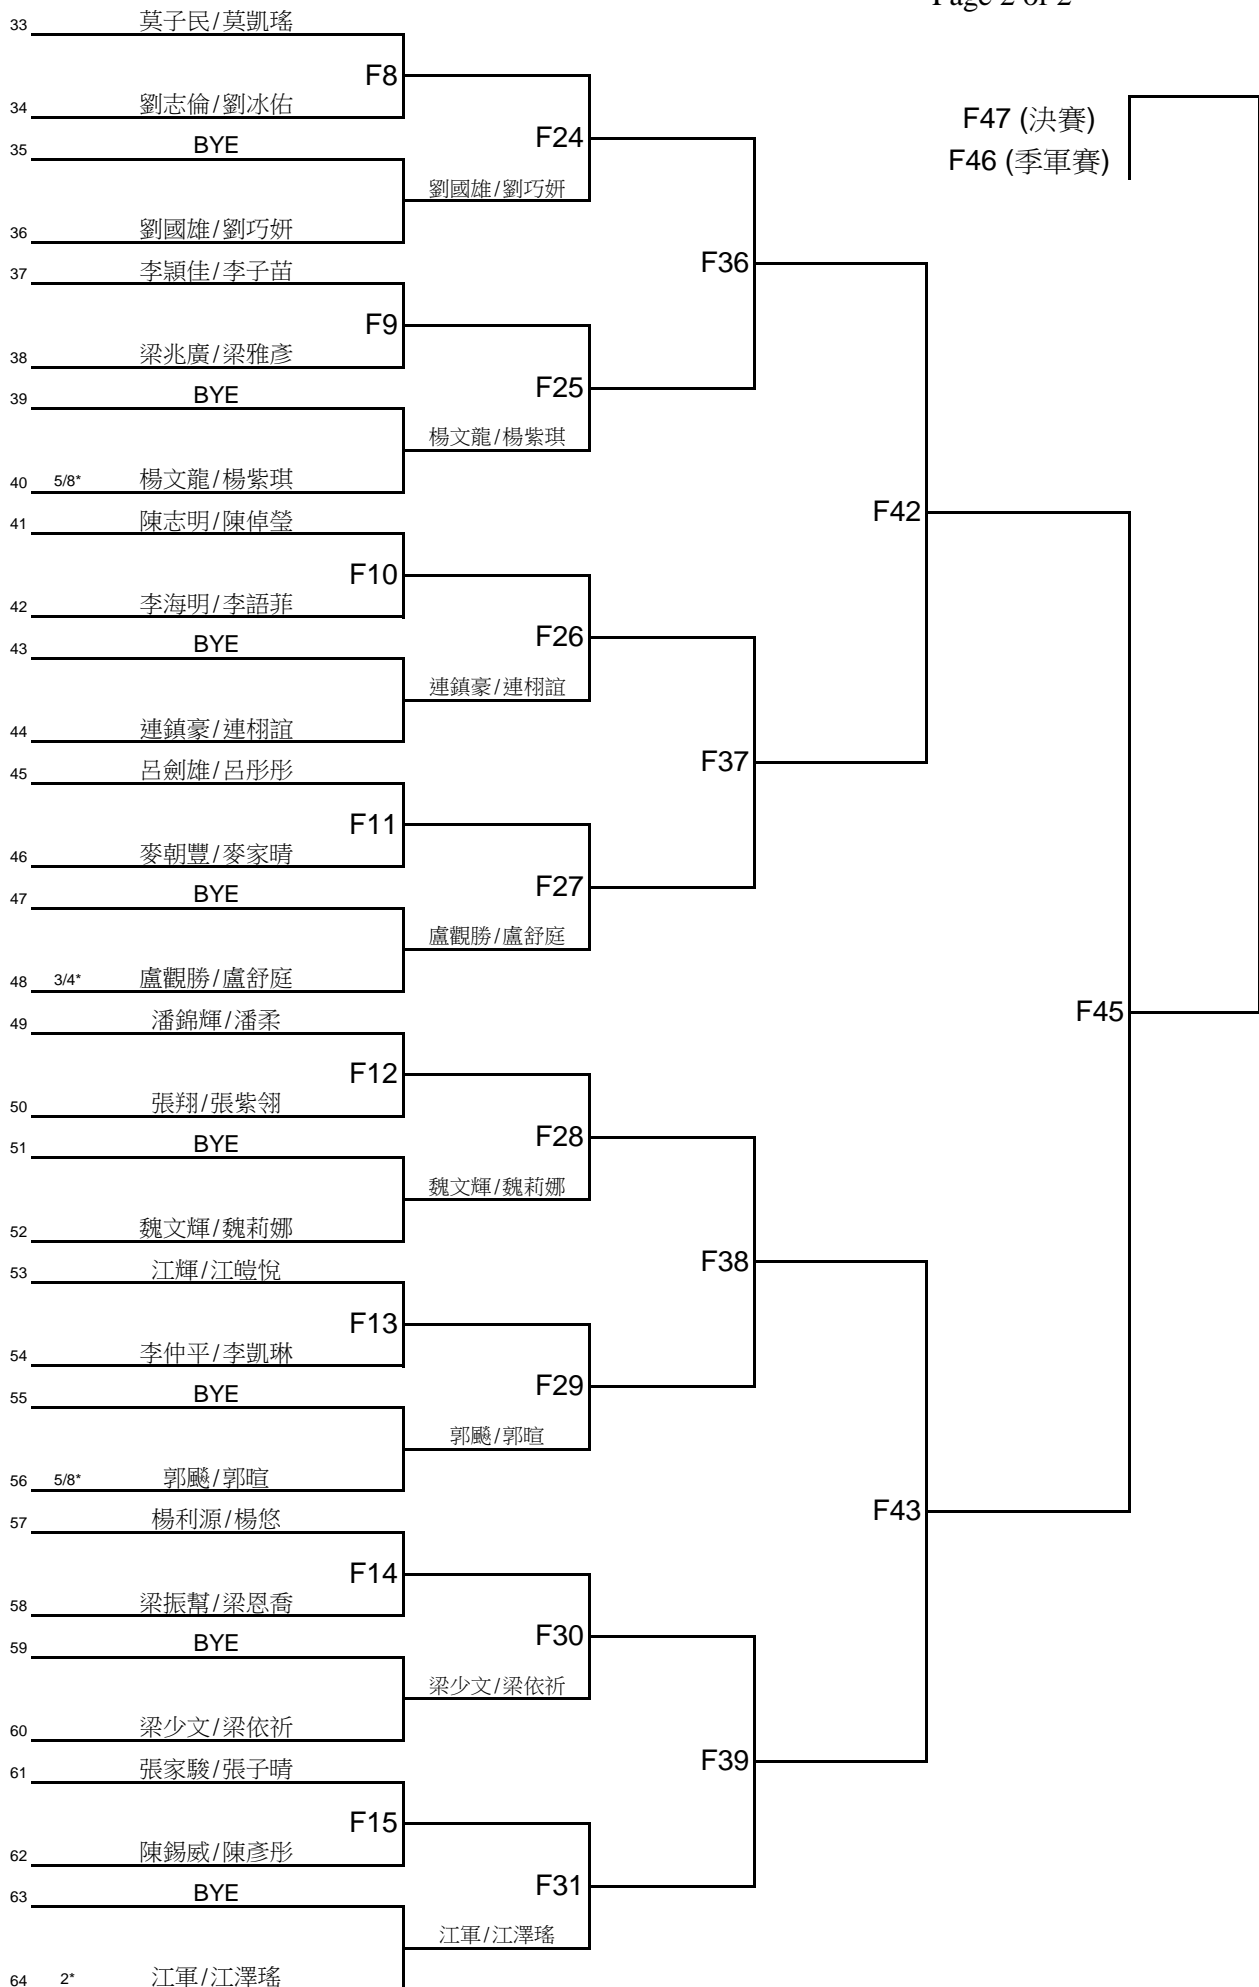 Page 2 of 2
33 莫子民/莫凱瑤
F8
34 劉志倫/劉冰佑
F47 (決賽)
F24
35 BYE
F46 (季軍賽)
劉國雄/劉巧妍
36 劉國雄/劉巧妍
F36
37 李穎佳/李子苗
F9
38 梁兆廣/梁雅彥
F25
39 BYE
楊文龍/楊紫琪
40 5/8* 楊文龍/楊紫琪
F42
41 陳志明/陳倬瑩
F10
42 李海明/李語菲
F26
43 BYE
連鎮豪/連栩誼
44 連鎮豪/連栩誼
F37
45 呂劍雄/呂彤彤
F11
46 麥朝豐/麥家晴
F27
47 BYE
盧觀勝/盧舒庭
48 3/4* 盧觀勝/盧舒庭
F45
49 潘錦輝/潘柔
F12
50 張翔/張紫翎
F28
51 BYE
魏文輝/魏莉娜
52 魏文輝/魏莉娜
F38
53 江輝/江皚悅
F13
54 李仲平/李凱琳
F29
55 BYE
郭飈/郭暄
56 5/8* 郭飈/郭暄
F43
57 楊利源/楊悠
F14
58 梁振幫/梁恩喬
F30
59 BYE
梁少文/梁依祈
60 梁少文/梁依祈
F39
61 張家駿/張子晴
F15
62 陳錫威/陳彥彤
F31
63 BYE
江軍/江澤瑤
64 2* 江軍/江澤瑤